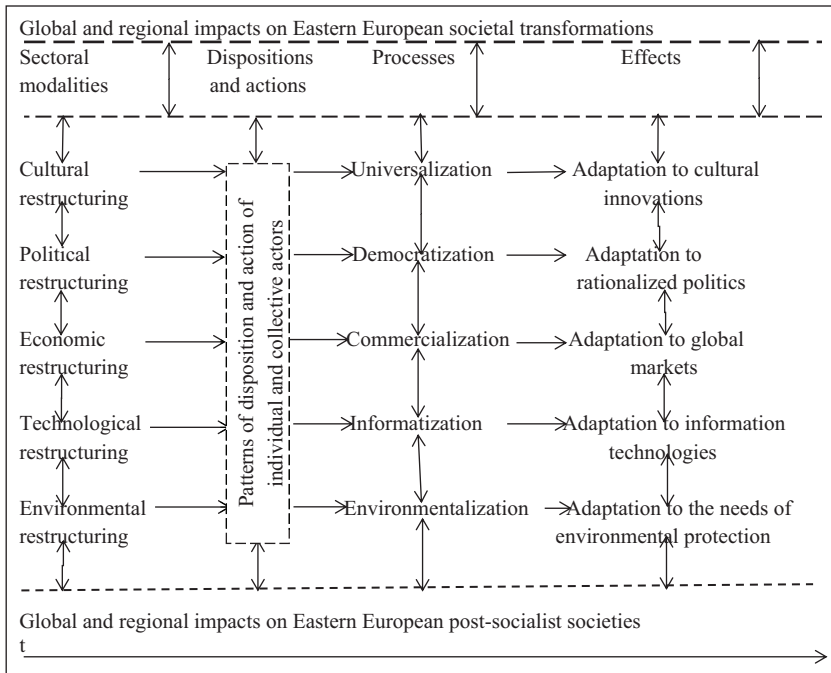 Global and regional impacts on Eastern European societal transformations
Sectoral Dispositions Processes Effects
modalities and actions
Cultural Universalization Adaptation to cultural
restructuring innovations
Political Democratization Adaptation to
restructuring rationalized politics
Economic Commercialization Adaptation to global
restructuring markets
Technological Informatization Adaptation to information
restructuring technologies
Environmental Environmentalization Adaptation to the needs of
restructuring environmental protection
Patterns of disposition and action of
individual and collective actors
Global and regional impacts on Eastern European post-socialist societies
t